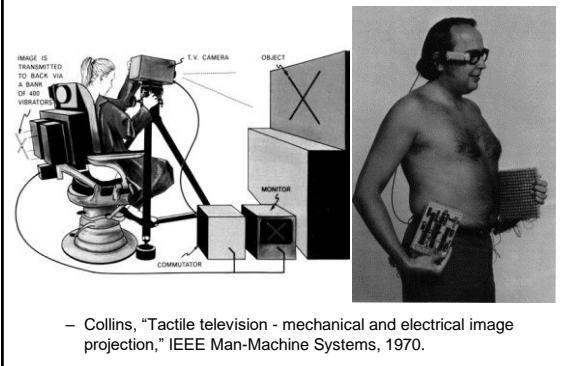 IMAGE IS
TRANSMITTED
TO BACK VIA
A BANK
OF 400
VIBRATORS
T.V. CAMERA
OBJECT
MONITOR
COMMUTATOR
– Collins, “Tactile television - mechanical and electrical image
projection,” IEEE Man-Machine Systems, 1970.